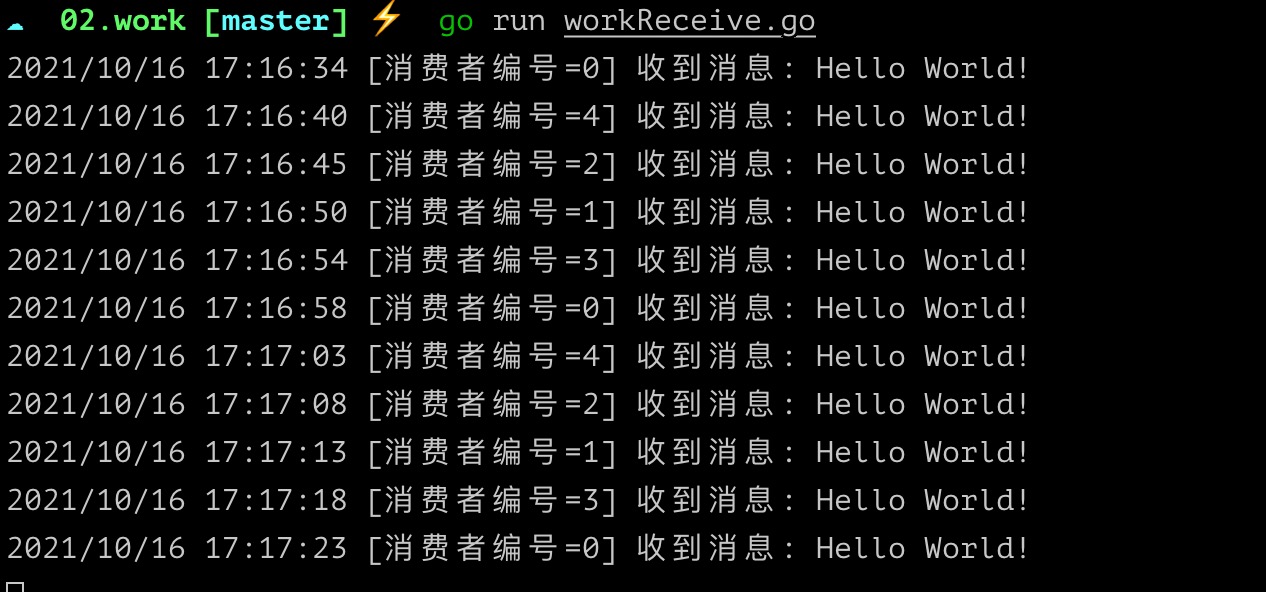 ☁ 02.work [master] ⚡ go run workReceive.go
2021/10/16 17:16:34 [消费者编号=0] 收到消息: Hello World!
2021/10/16 17:16:40 [消费者编号=4] 收到消息: Hello World!
2021/10/16 17:16:45 [消费者编号=2] 收到消息: Hello World!
2021/10/16 17:16:50 [消费者编号=1] 收到消息: Hello World!
2021/10/16 17:16:54 [消费者编号=3] 收到消息: Hello World!
2021/10/16 17:16:58 [消费者编号=0] 收到消息: Hello World!
2021/10/16 17:17:03 [消费者编号=4] 收到消息: Hello World!
2021/10/16 17:17:08 [消费者编号=2] 收到消息: Hello World!
2021/10/16 17:17:13 [消费者编号=1] 收到消息: Hello World!
2021/10/16 17:17:18 [消费者编号=3] 收到消息: Hello World!
2021/10/16 17:17:23 [消费者编号=0] 收到消息: Hello World!